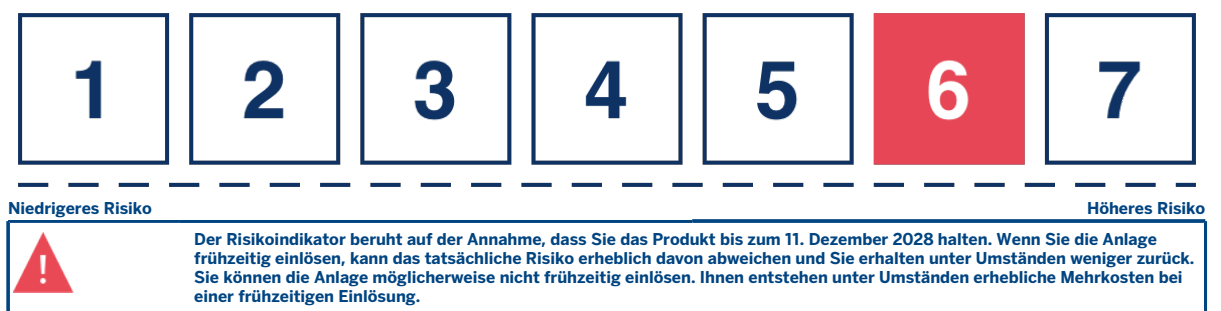 1 2 3 4 5 6 7
Niedrigeres Risiko Höheres Risiko
!
Der Risikoindikator beruht auf der Annahme, dass Sie das Produkt bis zum 11. Dezember 2028 halten. Wenn Sie die Anlage
frühzeitig einlösen, kann das tatsächliche Risiko erheblich davon abweichen und Sie erhalten unter Umständen weniger zurück.
Sie können die Anlage möglicherweise nicht frühzeitig einlösen. Ihnen entstehen unter Umständen erhebliche Mehrkosten bei
einer frühzeitigen Einlösung.